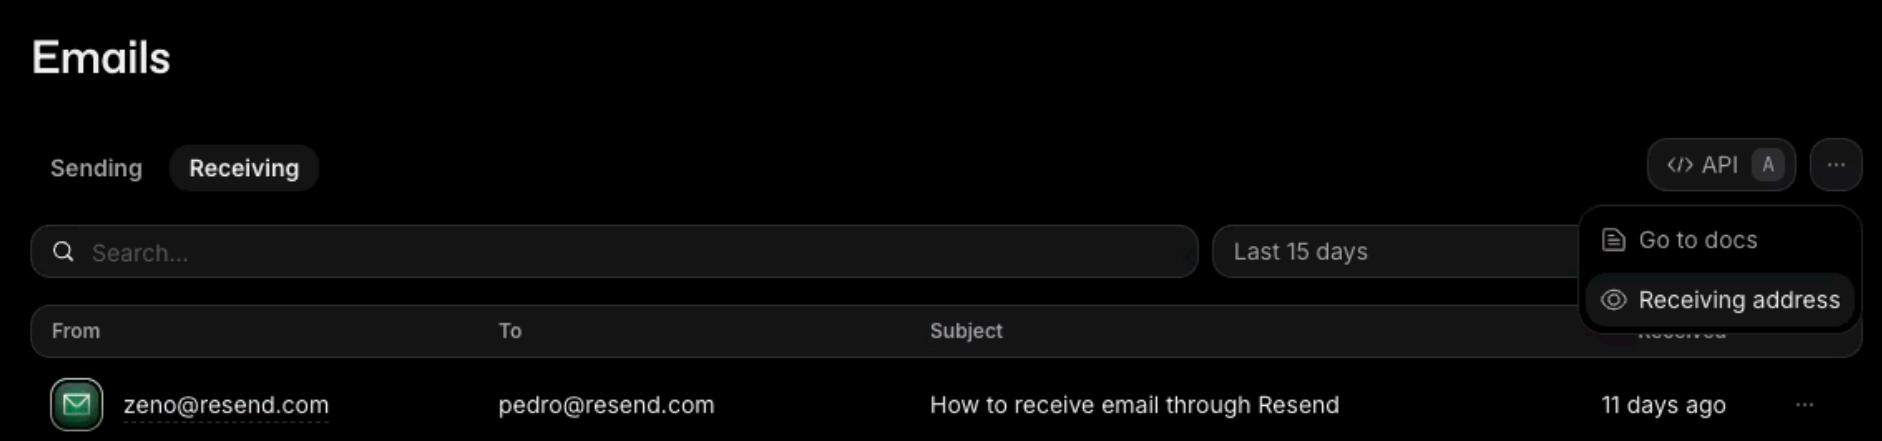 Emails
Sending Receiving API A ...
Search... Last 15 days
Go to docs
Receiving address
From To Subject Received
zeno@resend.com pedro@resend.com How to receive email through Resend 11 days ago ...